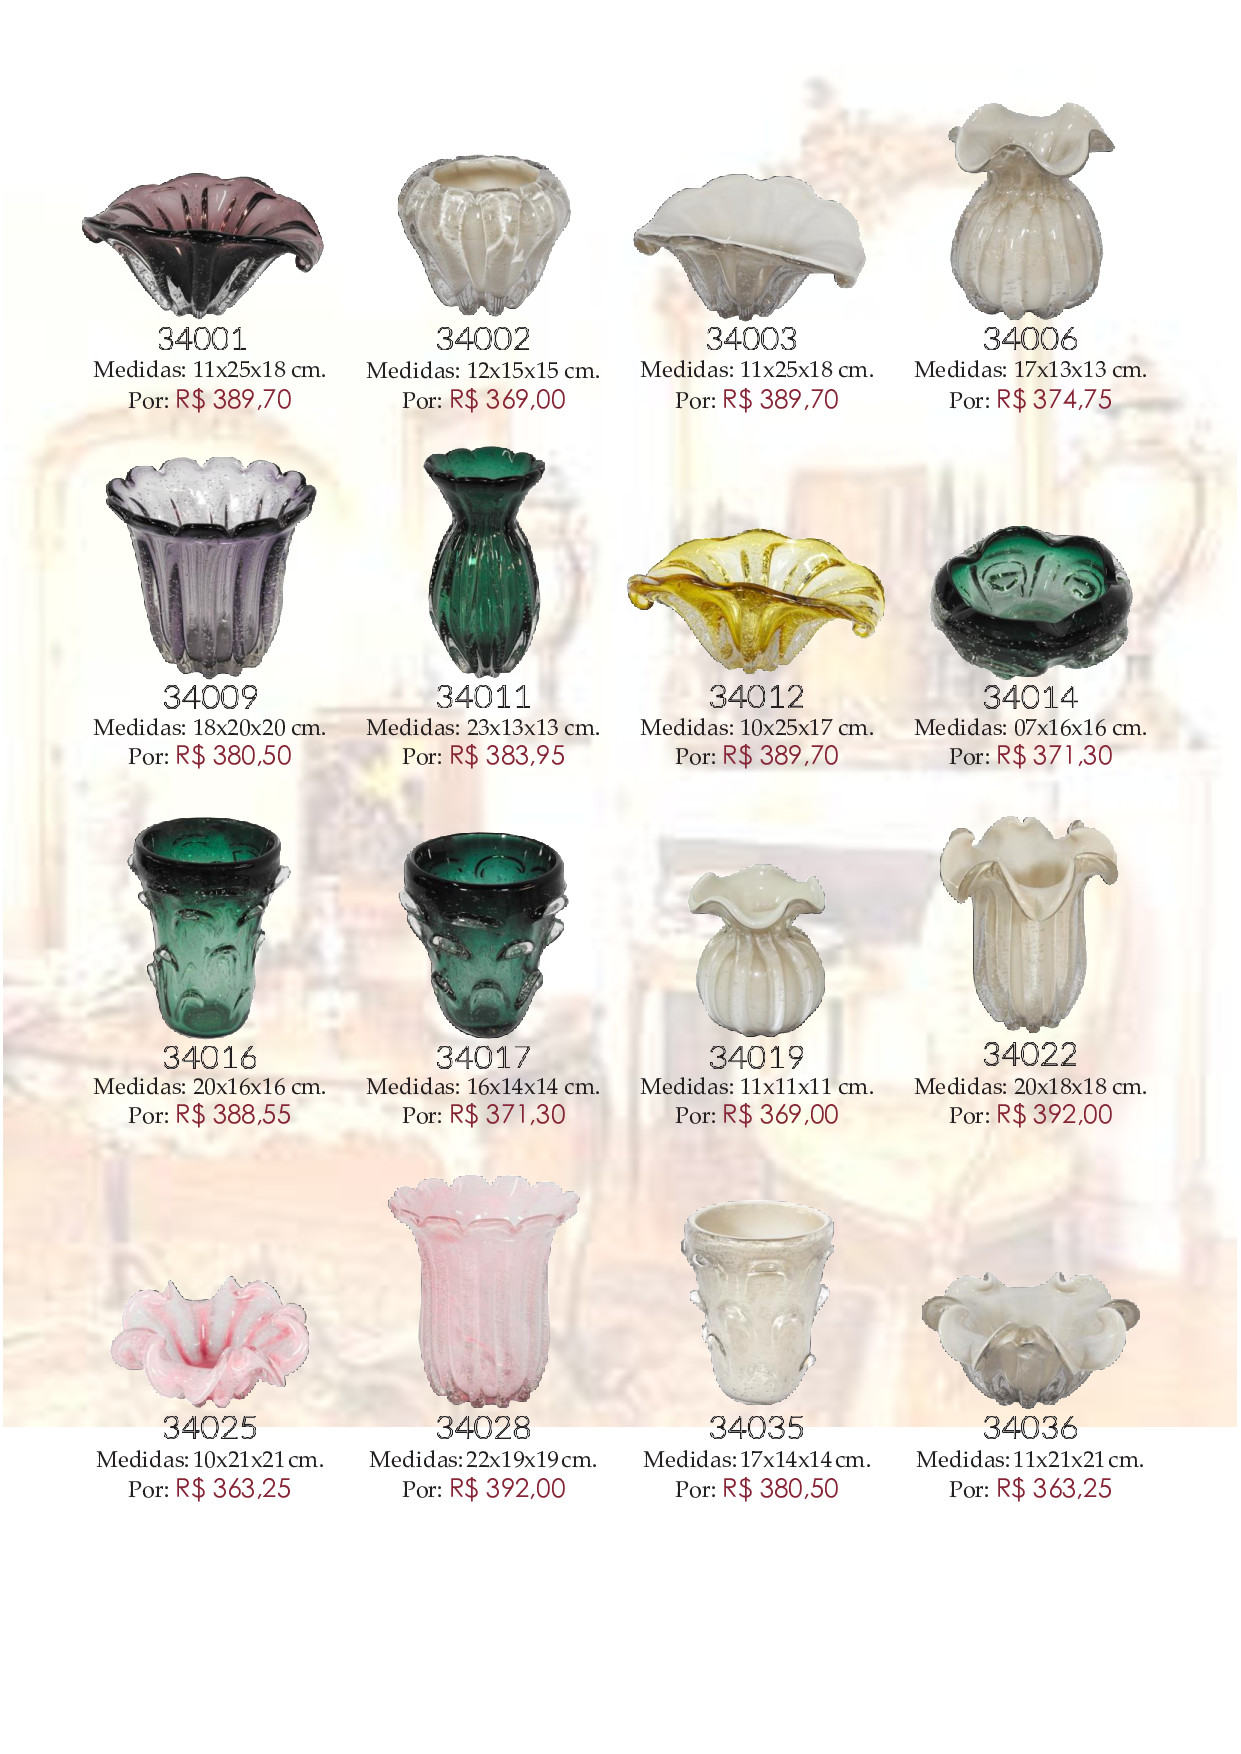 34001
Medidas: 11x25x18 cm.
Por: R$ 389,70
34002
Medidas: 12x15x15 cm.
Por: R$ 369,00
34003
Medidas: 11x25x18 cm.
Por: R$ 389,70
34006
Medidas: 17x13x13 cm.
Por: R$ 374,75
34009
Medidas: 18x20x20 cm.
Por: R$ 380,50
34011
Medidas: 23x13x13 cm.
Por: R$ 383,95
34012
Medidas: 10x25x17 cm.
Por: R$ 389,70
34014
Medidas: 07x16x16 cm.
Por: R$ 371,30
34016
Medidas: 20x16x16 cm.
Por: R$ 388,55
34017
Medidas: 16x14x14 cm.
Por: R$ 371,30
34019
Medidas: 11x11x11 cm.
Por: R$ 369,00
34022
Medidas: 20x18x18 cm.
Por: R$ 392,00
34025
Medidas: 10x21x21 cm.
Por: R$ 363,25
34028
Medidas: 22x19x19 cm.
Por: R$ 392,00
34035
Medidas: 17x14x14 cm.
Por: R$ 380,50
34036
Medidas: 11x21x21 cm.
Por: R$ 363,25